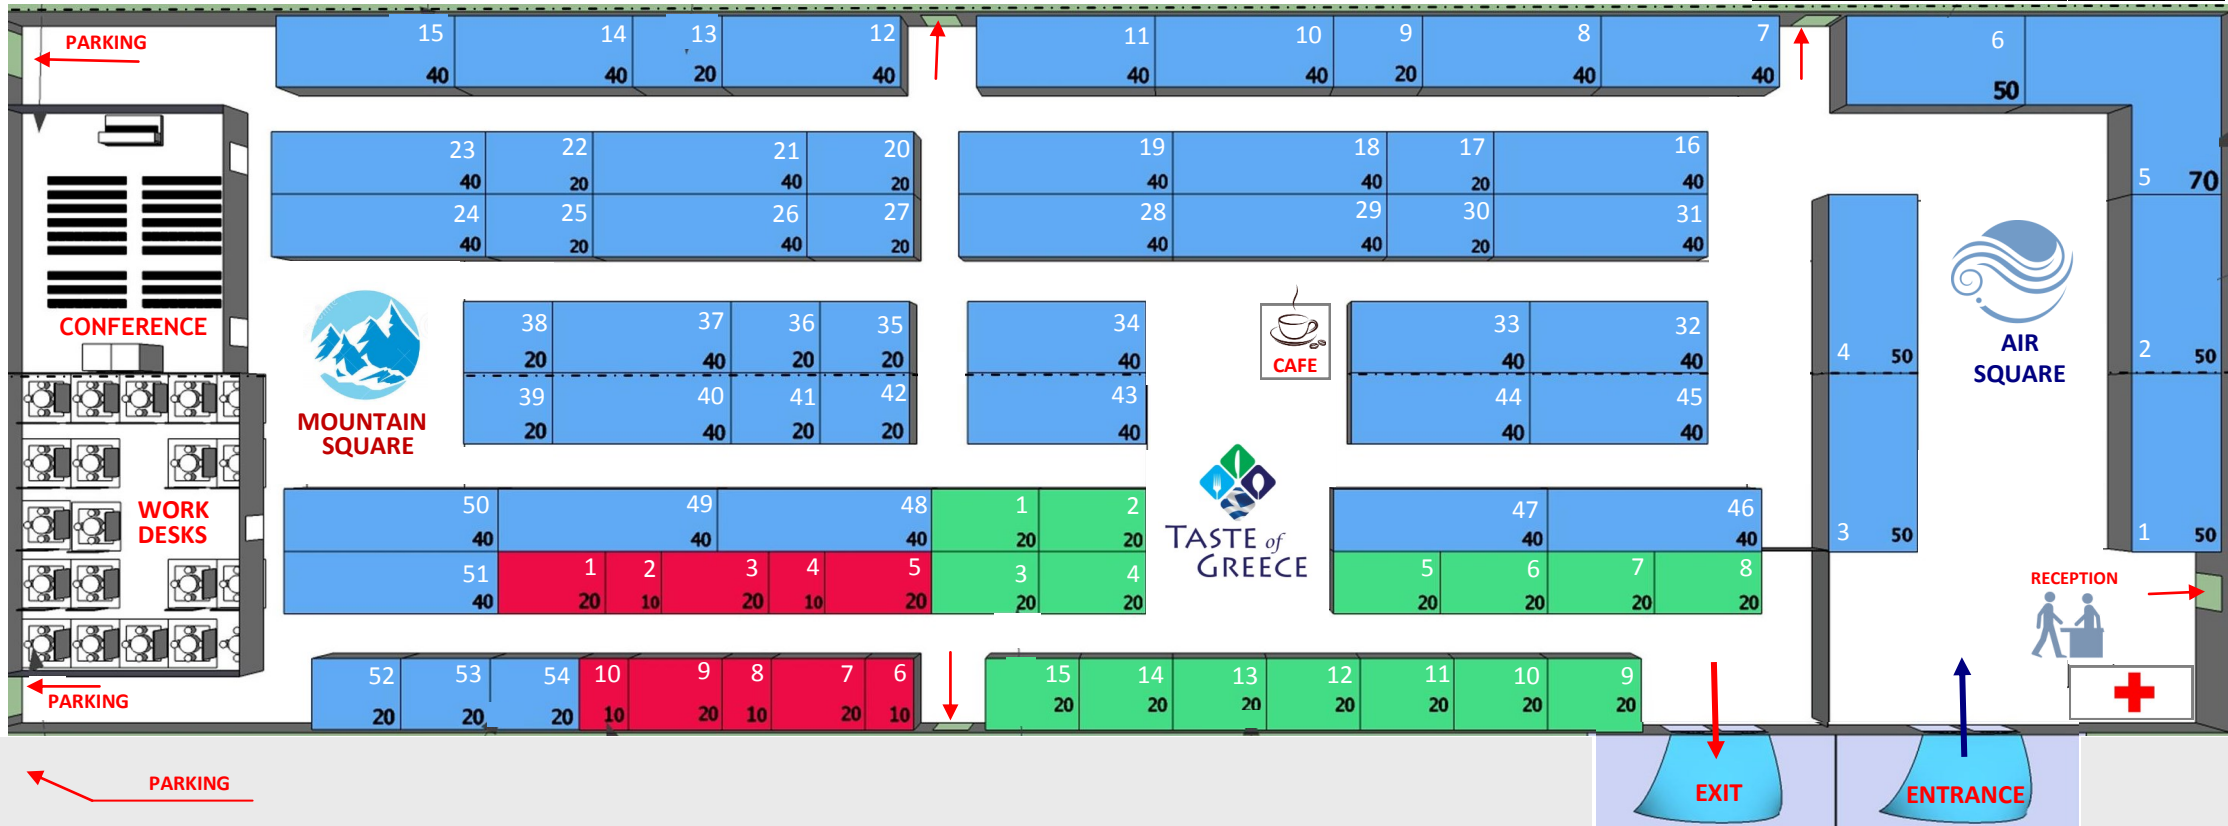 PARKING
15 14 13 12 11 10 9 8 7 6
40 40 20 40 40 40 20 40 40 50
23 22 21 20 19 18 17 16
40 20 40 20 40 40 20 40 5 70
24 25 26 27 28 29 30 31
40 20 40 20 40 40 20 40
CONFERENCE
38 37 36 35 34 33 32
20 40 20 20 40 40 40 4 50 2 50
CAFE
AIR
SQUARE
39 40 41 42 43 44 45
20 40 20 20 40 40 40
MOUNTAIN
SQUARE
WORK
DESKS
50 49 48 1 2 47 46
40 40 40 20 20 40 40 3 50 1 50
TASTE of
GREECE
51 1 2 3 4 5 3 4 5 6 7 8
40 20 10 20 10 20 20 20 20 20 20 20
RECEPTION
52 53 54 10 9 8 7 6 15 14 13 12 11 10 9
20 20 20 10 20 10 20 10 20 20 20 20 20 20 20
PARKING
PARKING
EXIT
ENTRANCE